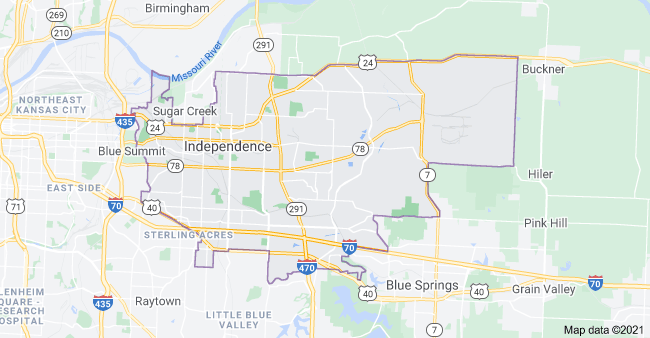 Birmingham
269
210
Missouri River
291
24
Buckner
NORTHEAST
KANSAS CITY
Sugar Creek
435
24
Independence
Blue Summit
78
78
7
Hiler
EAST SIDE
71
70
40
291
Pink Hill
STERLING ACRES
70
470
70
Blue Springs
40
40
Grain Valley
LENHEIM
SQUARE -
RESEARCH
HOSPITAL
435
Raytown
LITTLE BLUE
VALLEY
7
Map data ©2021